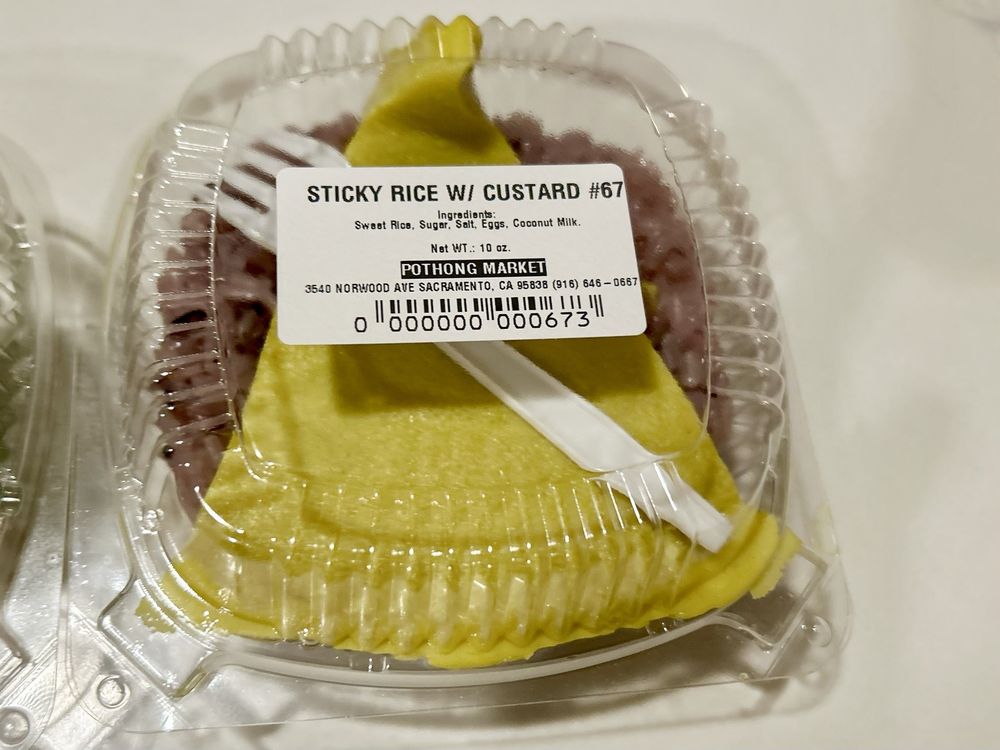 STICKY RICE W/ CUSTARD #67
Ingredients:
Sweet Rice, Sugar, Salt, Eggs, Coconut Milk.
Net WT.: 10 oz.
POTHONG MARKET
3540 NORWOOD AVE SACRAMENTO, CA 95838 (916) 646-0667
0 000000 000673